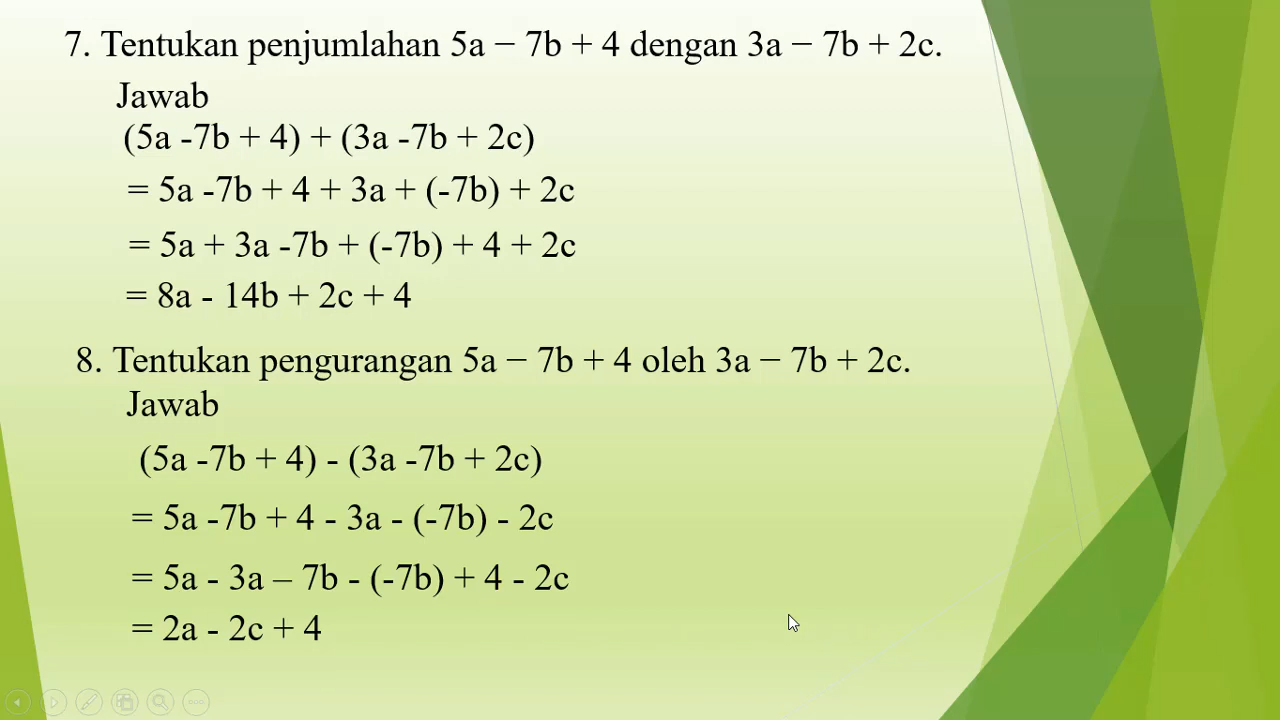 7. Tentukan penjumlahan 5a − 7b + 4 dengan 3a − 7b + 2c.
Jawab
(5a -7b + 4) + (3a -7b + 2c)
= 5a -7b + 4 + 3a + (-7b) + 2c
= 5a + 3a -7b + (-7b) + 4 + 2c
= 8a - 14b + 2c + 4
8. Tentukan pengurangan 5a − 7b + 4 oleh 3a − 7b + 2c.
Jawab
(5a -7b + 4) - (3a -7b + 2c)
= 5a -7b + 4 - 3a - (-7b) - 2c
= 5a - 3a – 7b - (-7b) + 4 - 2c
= 2a - 2c + 4